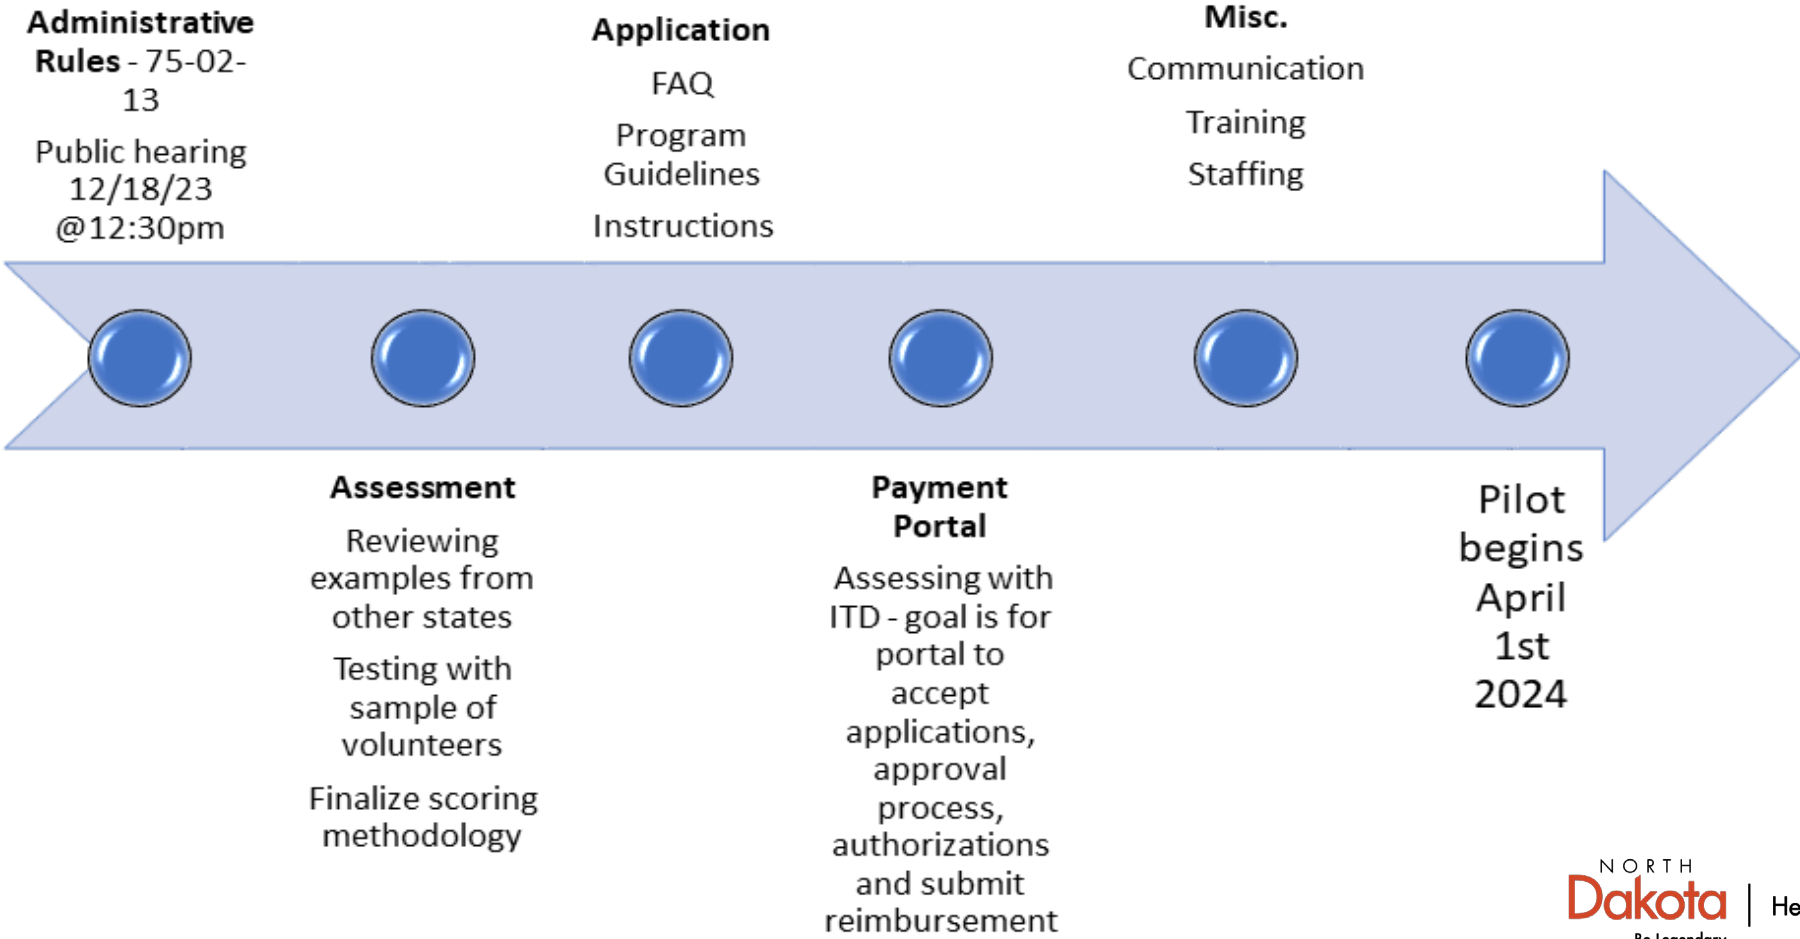 Administrative
Rules - 75-02-
13
Public hearing
12/18/23
@12:30pm
Assessment
Reviewing
examples from
other states
Testing with
sample of
volunteers
Finalize scoring
methodology
Application
FAQ
Program
Guidelines
Instructions
Payment
Portal
Assessing with
ITD - goal is for
portal to
accept
applications,
approval
process,
authorizations
and submit
reimbursement
Misc.
Communication
Training
Staffing
Pilot
begins
April
1st
2024
NORTH
Dakota | He
Be Legendary